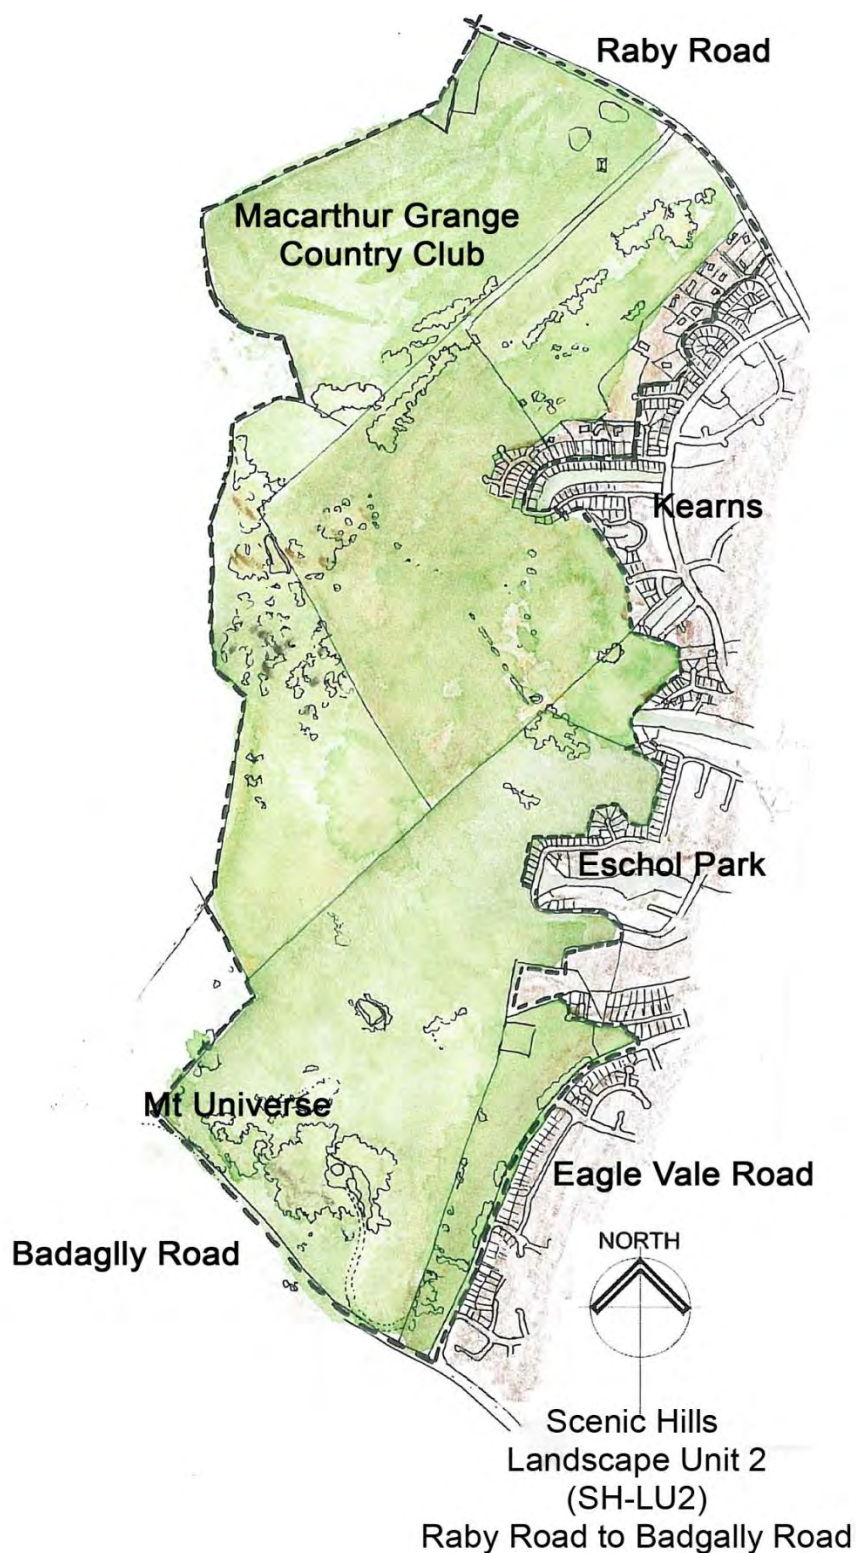 Raby Road
Macarthur Grange
Country Club
Kearns
Eschol Park
Mt Universe
Eagle Vale Road
Badaglly Road
NORTH
Scenic Hills
Landscape Unit 2
(SH-LU2)
Raby Road to Badgally Road